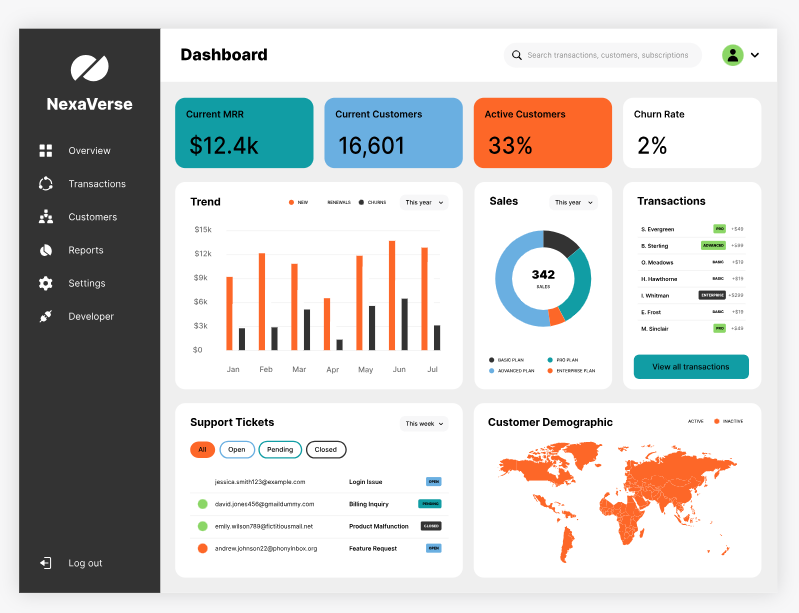 NexaVerse
Overview
Transactions
Customers
Reports
Settings
Developer
Log out
Dashboard
Search transactions, customers, subscriptions
Current MRR
$12.4k
Current Customers
16,601
Active Customers
33%
Churn Rate
2%
Trend
NEW RENEWALS CHURNS
This year
$15k
$12k
$9k
$6k
$3k
$0
Jan Feb Mar Apr May Jun Jul
Sales
This year
342
SALES
BASIC PLAN PRO PLAN
ADVANCED PLAN ENTERPRISE PLAN
Transactions
S. Evergreen PRO +$49
B. Sterling ADVANCED +$99
O. Meadows BASIC +$19
H. Hawthorne BASIC +$19
I. Whitman ENTERPRISE +$299
E. Frost BASIC +$19
M. Sinclair PRO +$49
View all transactions
Support Tickets
This week
All Open Pending Closed
jessica.smith123@example.com Login Issue OPEN
david.jones456@gmaildummy.com Billing Inquiry PENDING
emily.wilson789@fictitiousmail.net Product Malfunction CLOSED
andrew.johnson22@phonyinbox.org Feature Request OPEN
Customer Demographic
ACTIVE INACTIVE